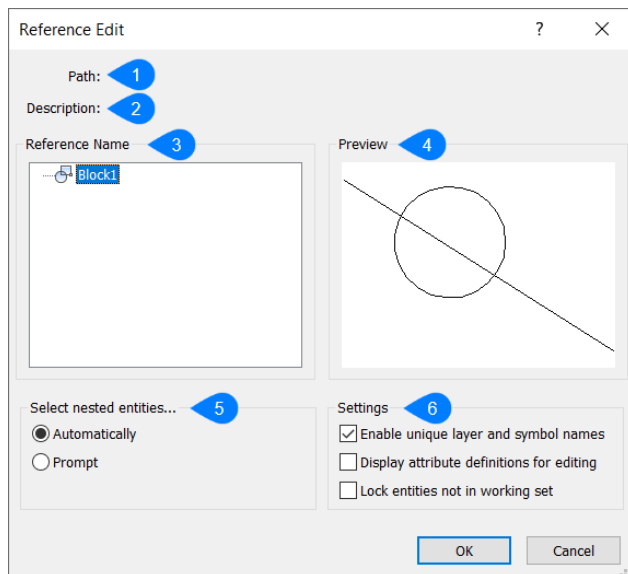 Reference Edit ?
Path: 1
Description: 2
Reference Name 3
Block1
Preview 4
Select nested entities... 5
Automatically
Prompt
Settings 6
Enable unique layer and symbol names
Display attribute definitions for editing
Lock entities not in working set
OK Cancel